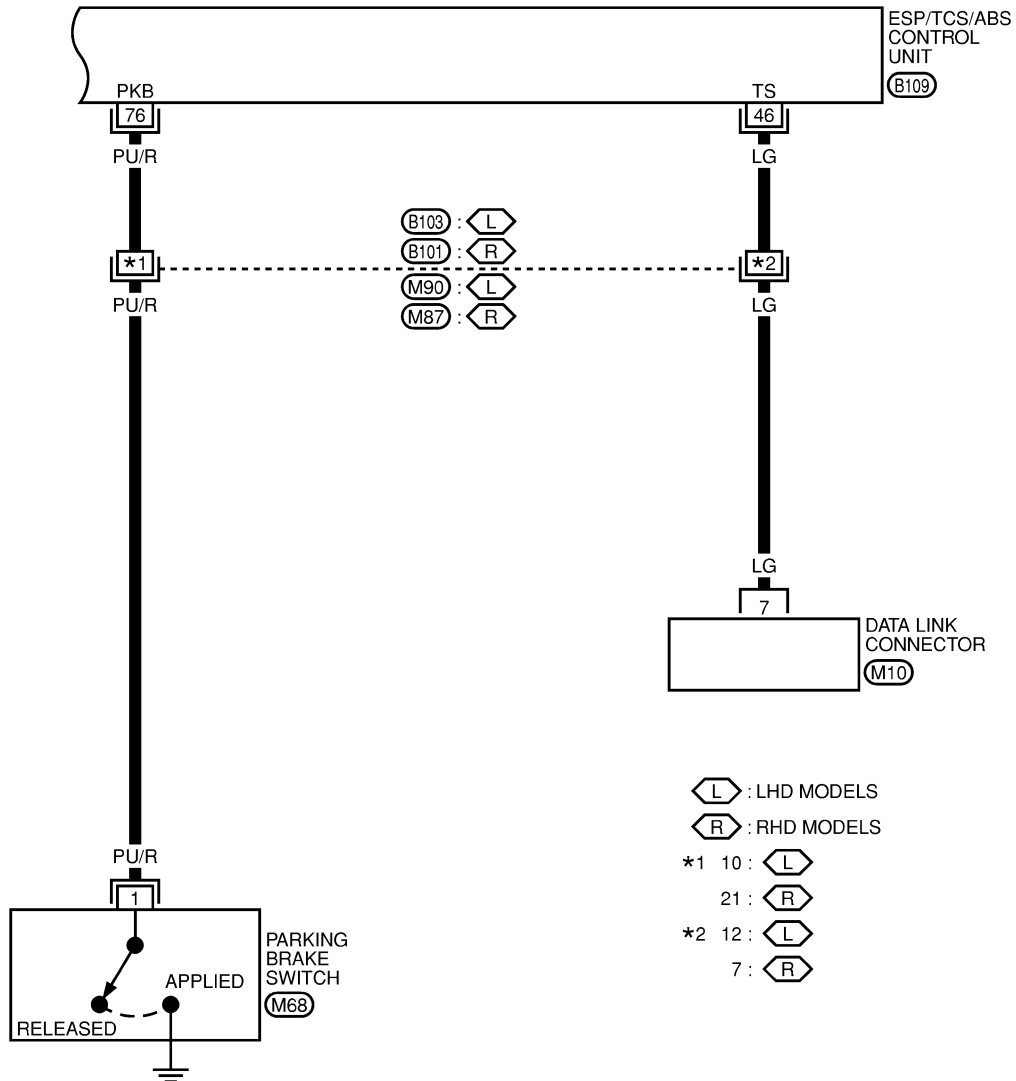 ESP/TCS/ABS
CONTROL
UNIT
B109
PKB
TS
76
46
PU/R
LG
B103 : L
B101 : R
*1
*2
M90 : L
M87 : R
PU/R
LG
LG
7
DATA LINK
CONNECTOR
M10
L : LHD MODELS
R : RHD MODELS
*1 10 : L
21 : R
*2 12 : L
7 : R
PU/R
1
PARKING
BRAKE
SWITCH
M68
APPLIED
RELEASED